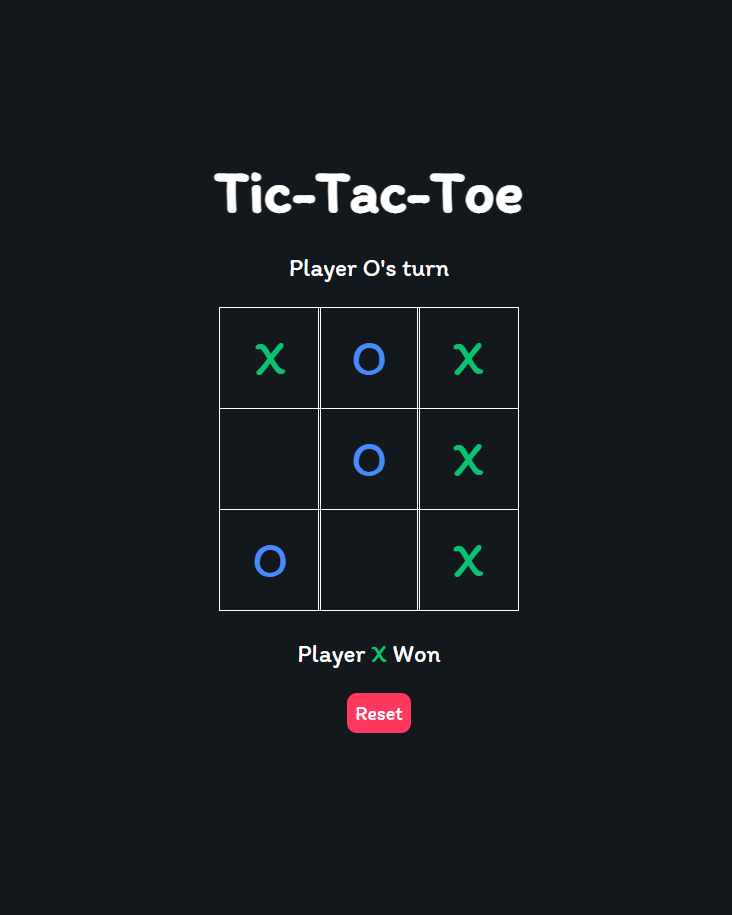 Tic-Tac-Toe
Player O's turn
X O X
O X
O X
Player X Won
Reset